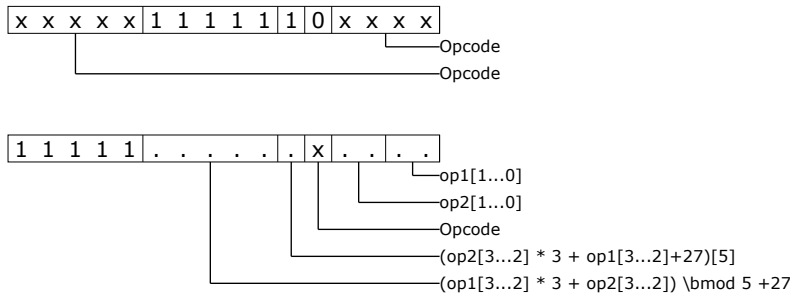 x x x x x 1 1 1 1 1 1 0 x x x x
Opcode
Opcode
1 1 1 1 1 . . . . . . x . . . .
op1[1...0]
op2[1...0]
Opcode
(op2[3...2] * 3 + op1[3...2]+27)[5]
(op1[3...2] * 3 + op2[3...2]) \bmod 5 +27